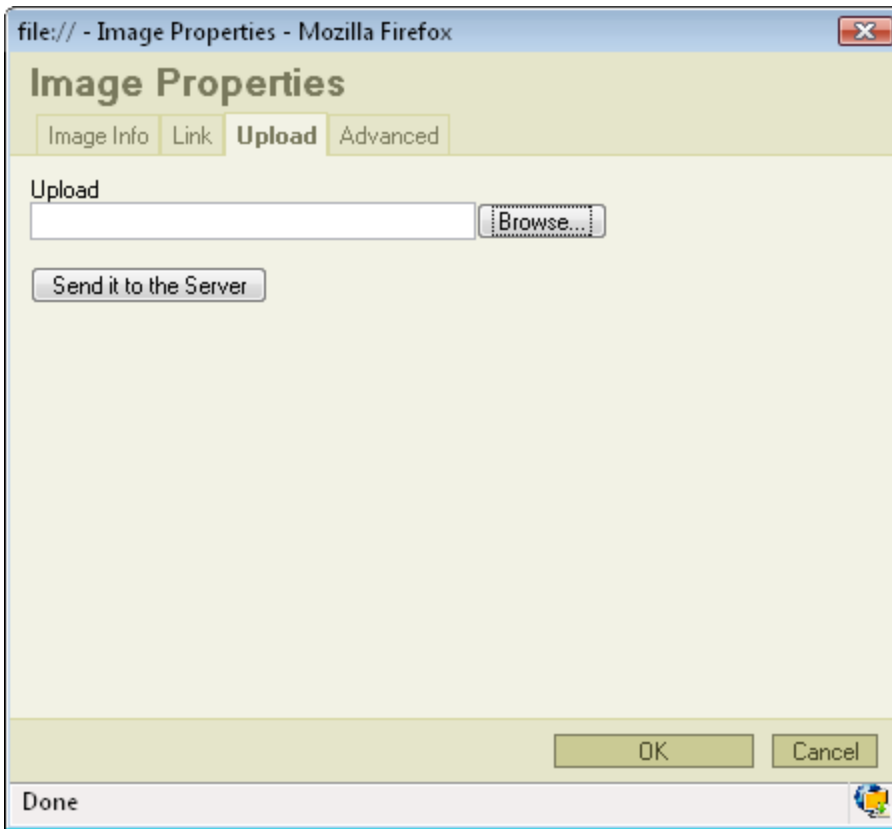 file:// - Image Properties - Mozilla Firefox
Image Properties
Image Info Link Upload Advanced
Upload
Browse...
Send it to the Server
OK Cancel
Done